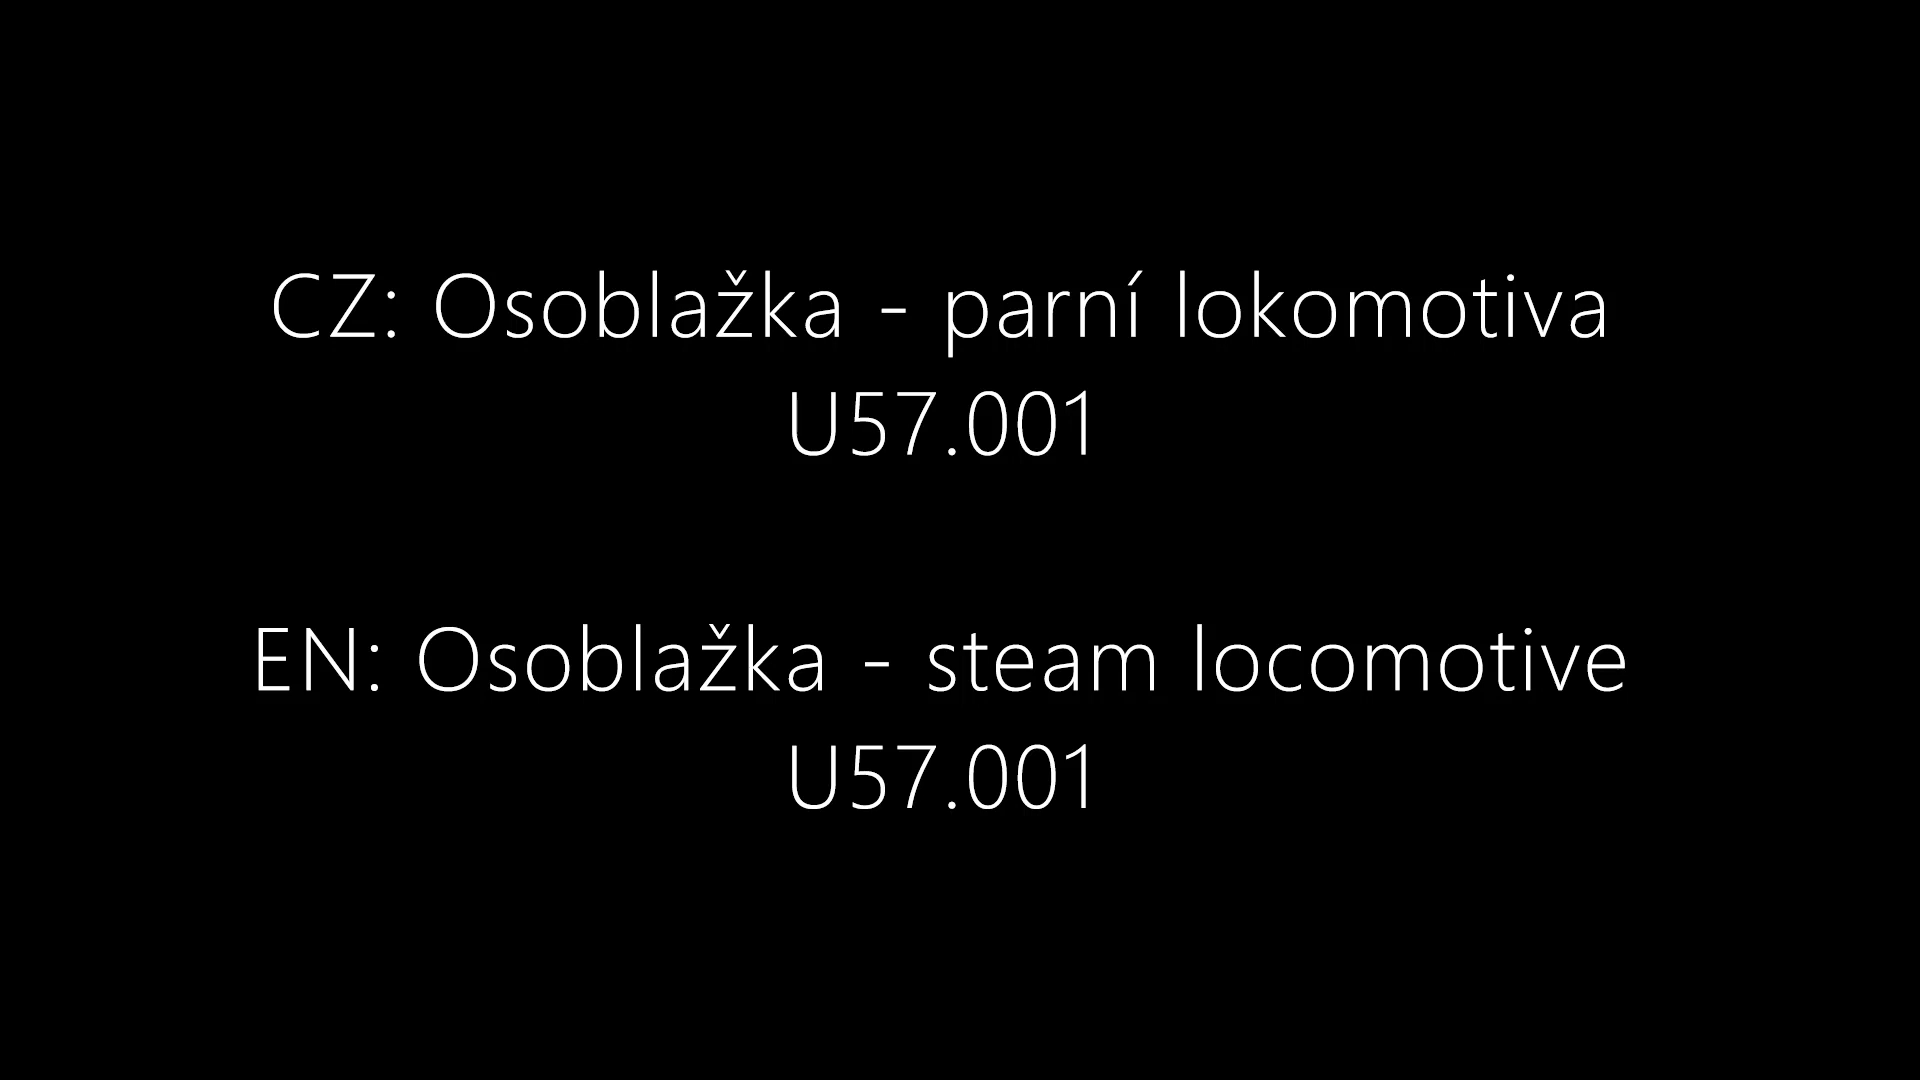 CZ: Osoblažka - parní lokomotiva
U57.001
EN: Osoblažka - steam locomotive
U57.001